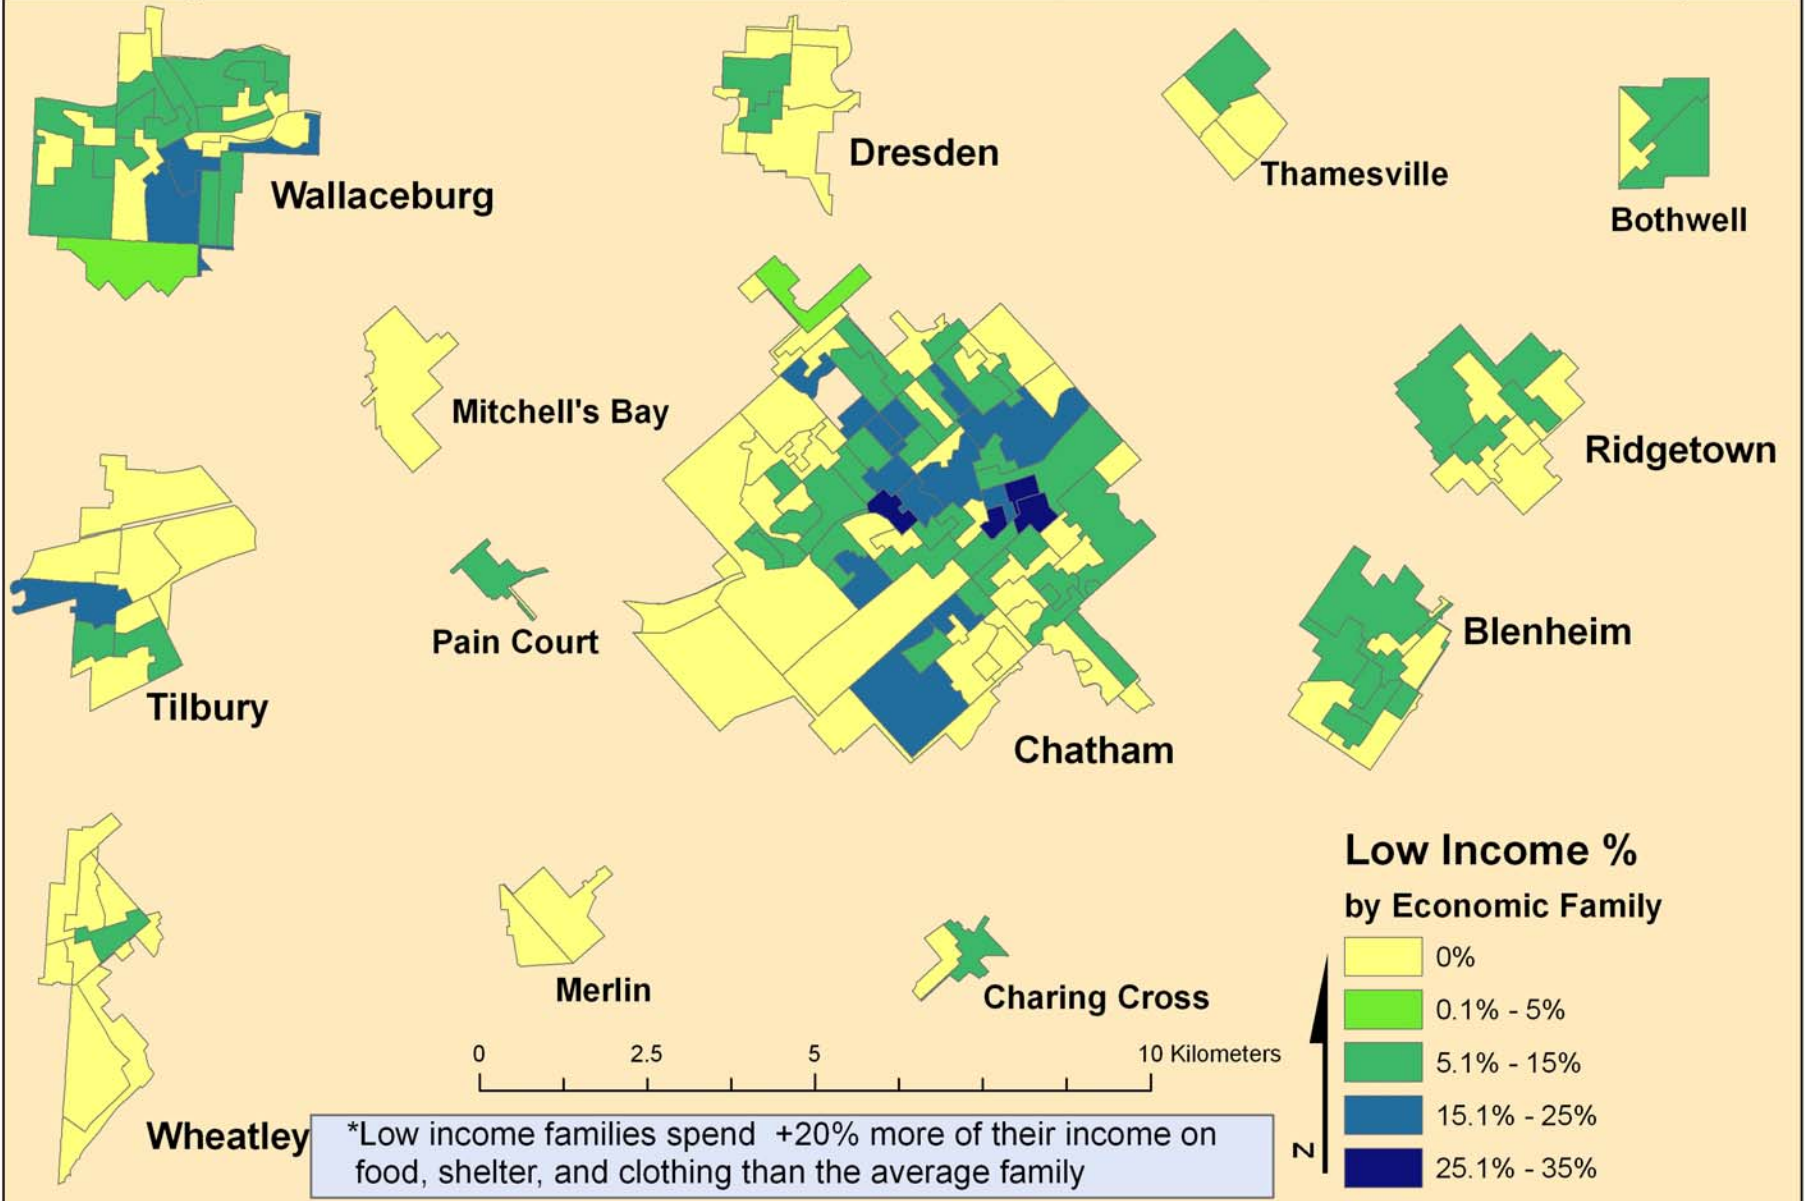 Wallaceburg
Dresden
Thamesville
Bothwell
Mitchell's Bay
Ridgetown
Tilbury
Pain Court
Blenheim
Chatham
Wheatley
Merlin
Charing Cross
0 2.5 5 10 Kilometers
*Low income families spend +20% more of their income on
food, shelter, and clothing than the average family
Low Income %
by Economic Family
0%
0.1% - 5%
5.1% - 15%
15.1% - 25%
25.1% - 35%
N